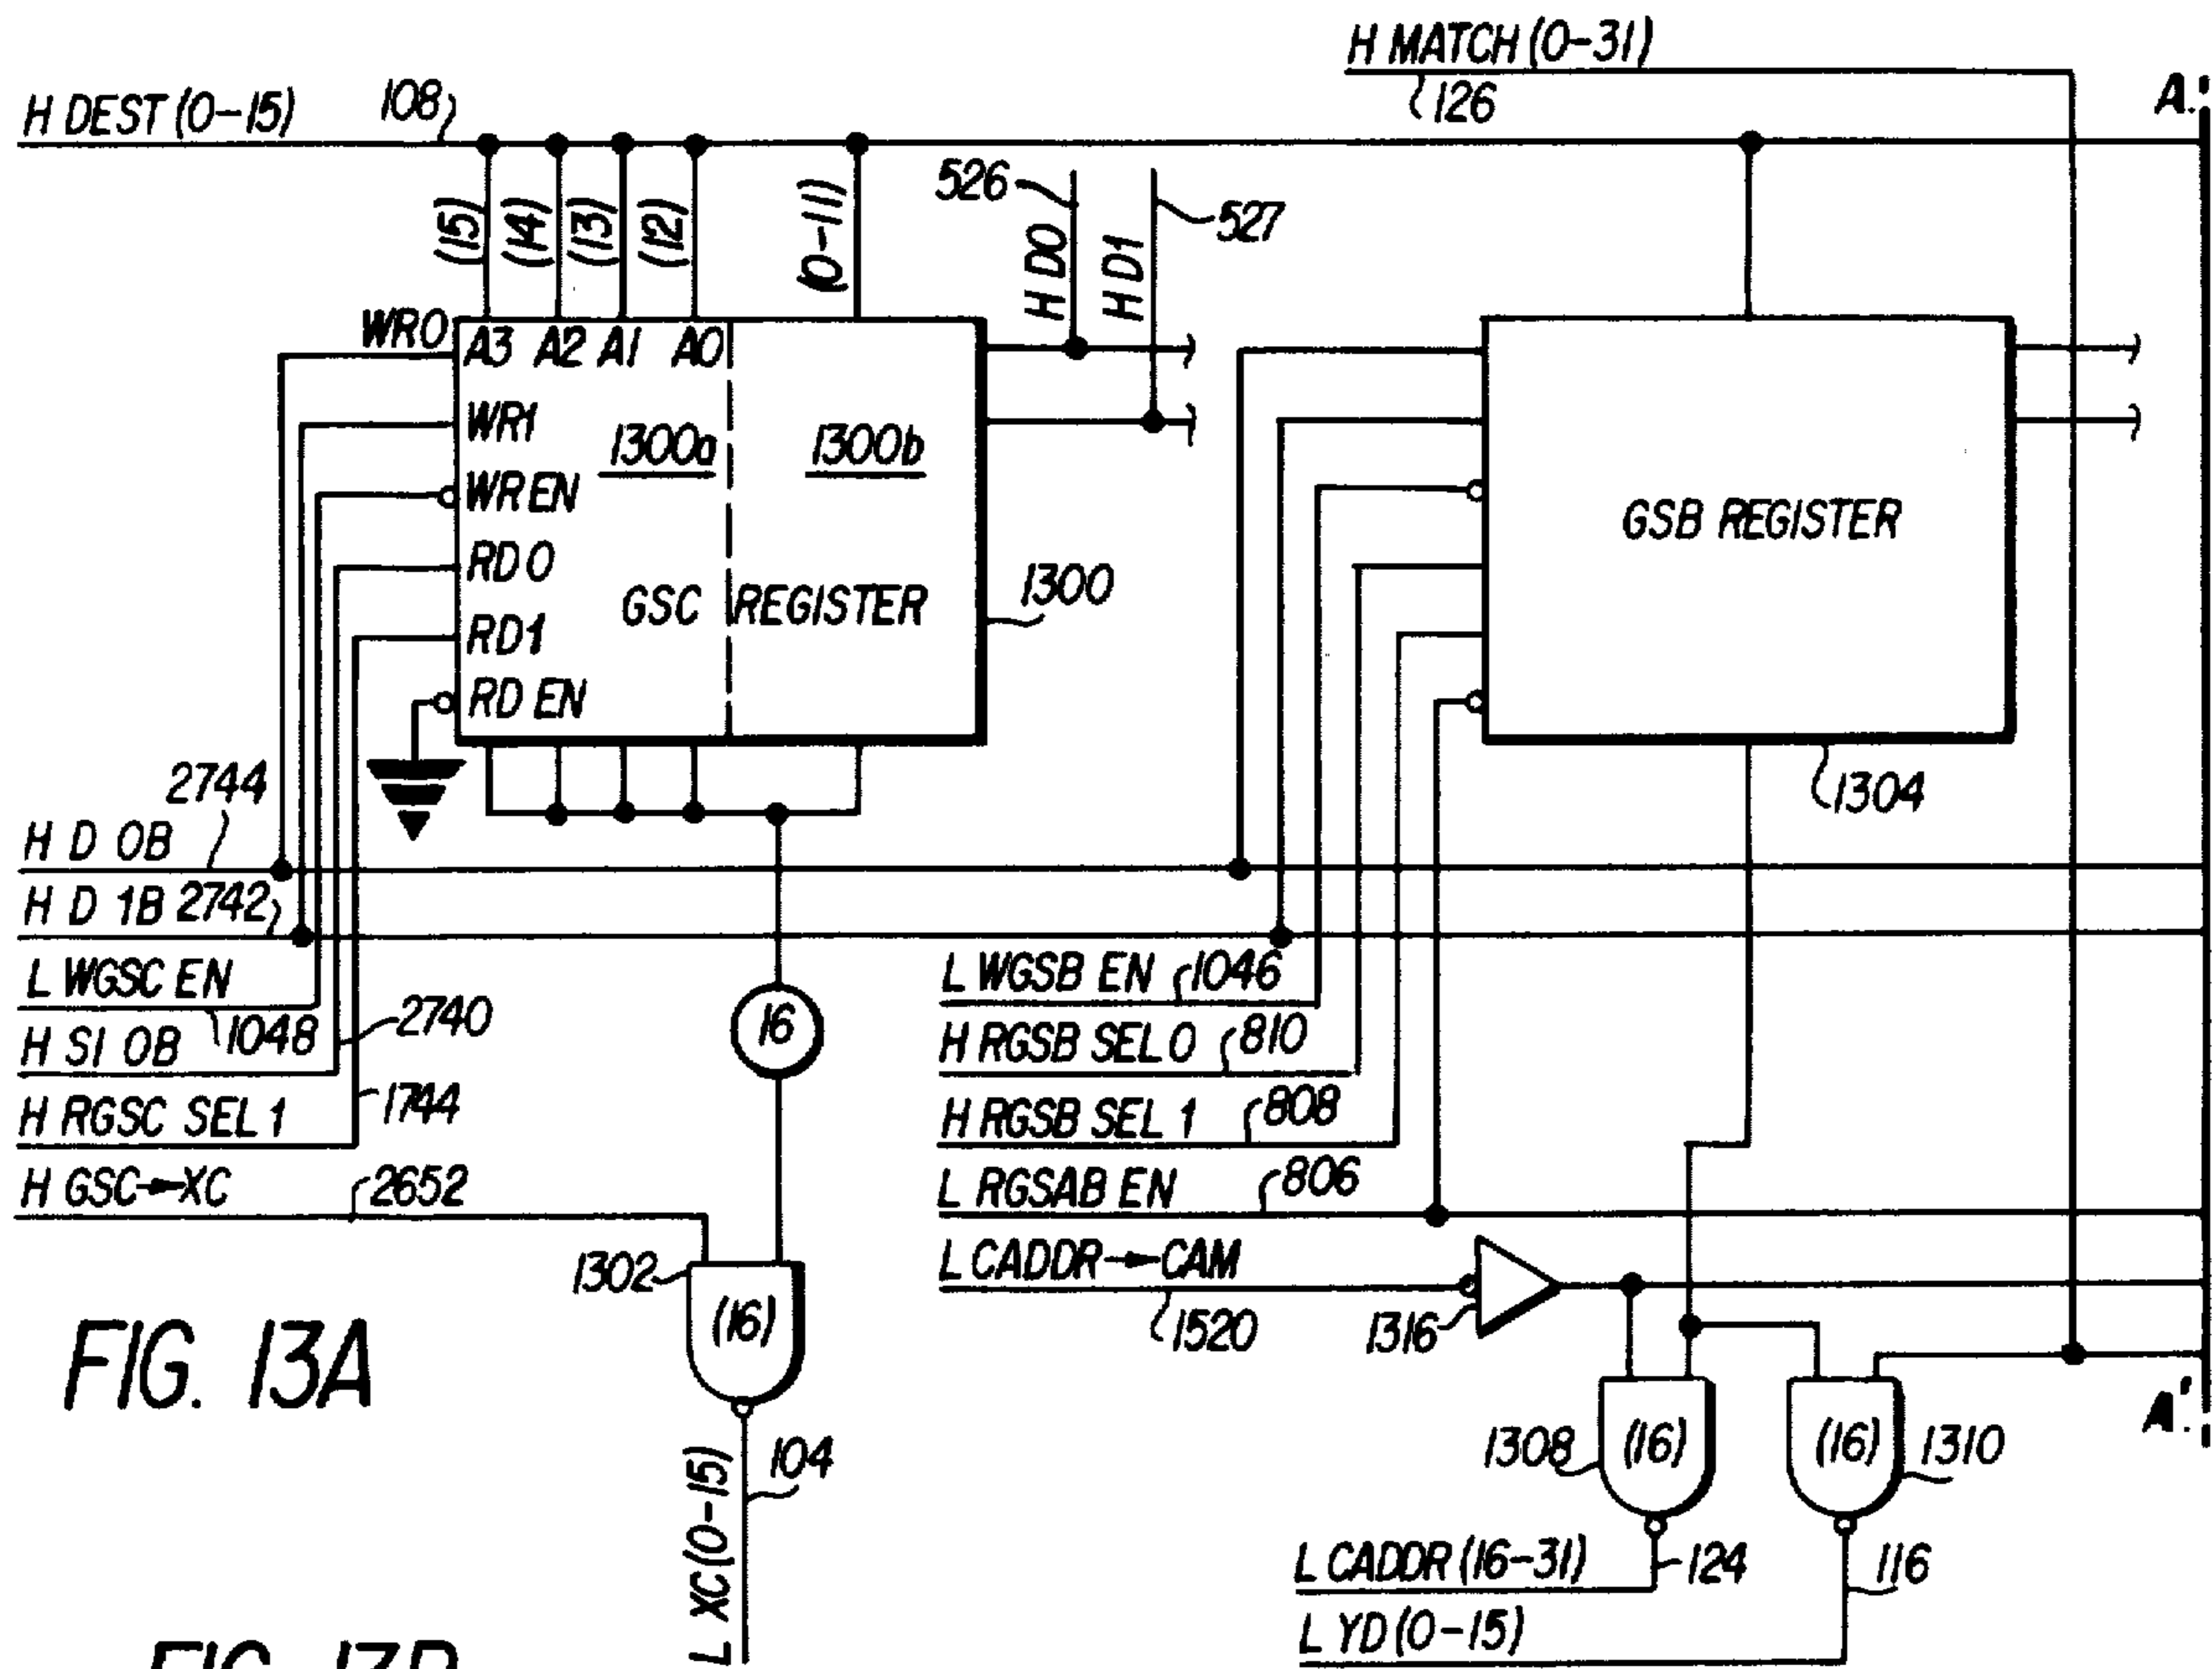 H MATCH (0-31)
126
A.'
H DEST (0-15)
108
(15)
(14)
(13)
(12)
(0-11)
526
527
H D0
H D1
WR0
A3 A2 A1 A0
WR1
WR EN
RD 0
RD1
RD EN
1300a
1300b
GSC REGISTER
1300
GSB REGISTER
1304
2744
H D 0B
H D 1B 2742
L WGSC EN
1048
2740
H S1 0B
1744
H RGSC SEL 1
H GSC→XC
2652
16
L WGSB EN 1046
H RGSB SEL 0 810
H RGSB SEL 1 808
L RGSAB EN 806
L CADDR→CAM
1520
1316
1302
(16)
FIG. 13A
A.'
1308
(16)
(16)
1310
L XC (0-15)
104
L CADDR (16-31)
124
116
L YD (0-15)